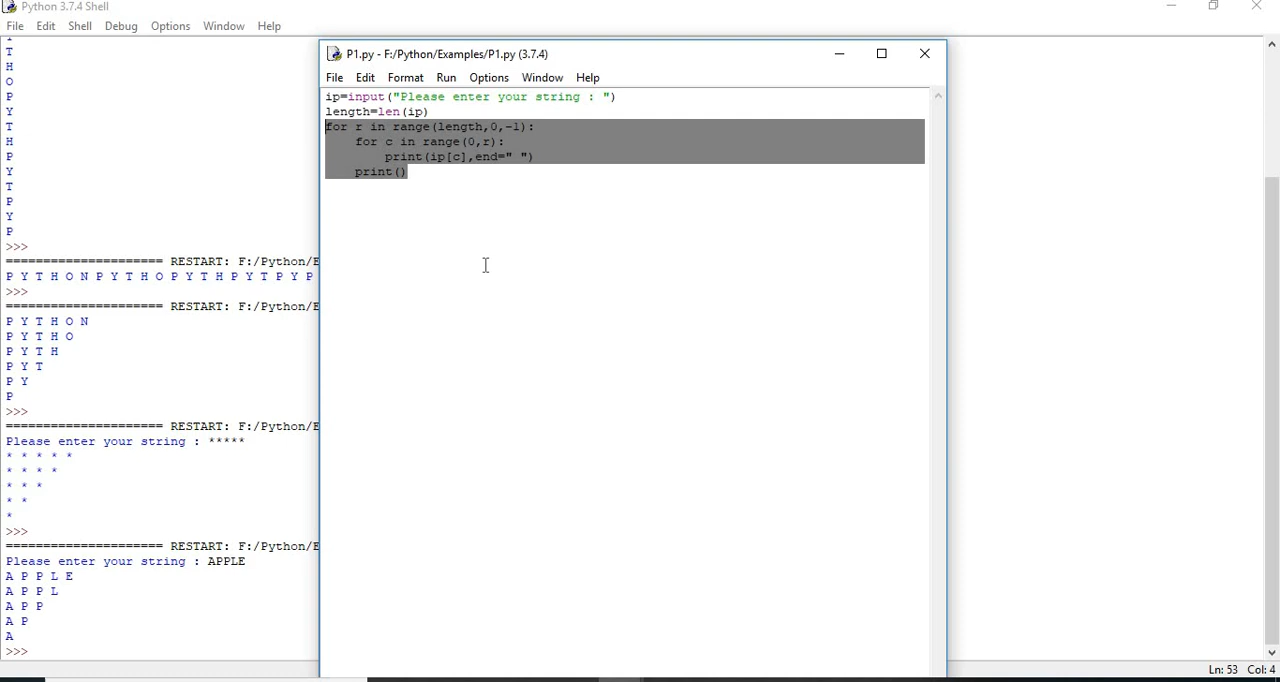 Python 3.7.4 Shell
File Edit Shell Debug Options Window Help
T
H
O
P
Y
T
H
P
Y
T
P
Y
P
>>>
===================== RESTART: F:/Python/E
P Y T H O N P Y T H O P Y T H P Y T P Y P
>>>
===================== RESTART: F:/Python/E
P Y T H O N
P Y T H O
P Y T H
P Y T
P Y
P
>>>
===================== RESTART: F:/Python/E
Please enter your string : *****
* * * * *
* * * *
* * *
* *
*
>>>
===================== RESTART: F:/Python/E
Please enter your string : APPLE
A P P L E
A P P L
A P P
A P
A
>>>
P1.py - F:/Python/Examples/P1.py (3.7.4)
File Edit Format Run Options Window Help
ip=input("Please enter your string : ")
length=len(ip)
for r in range(length,0,-1):
    for c in range(0,r):
        print(ip[c],end=" ")
    print()
Ln: 53 Col: 4